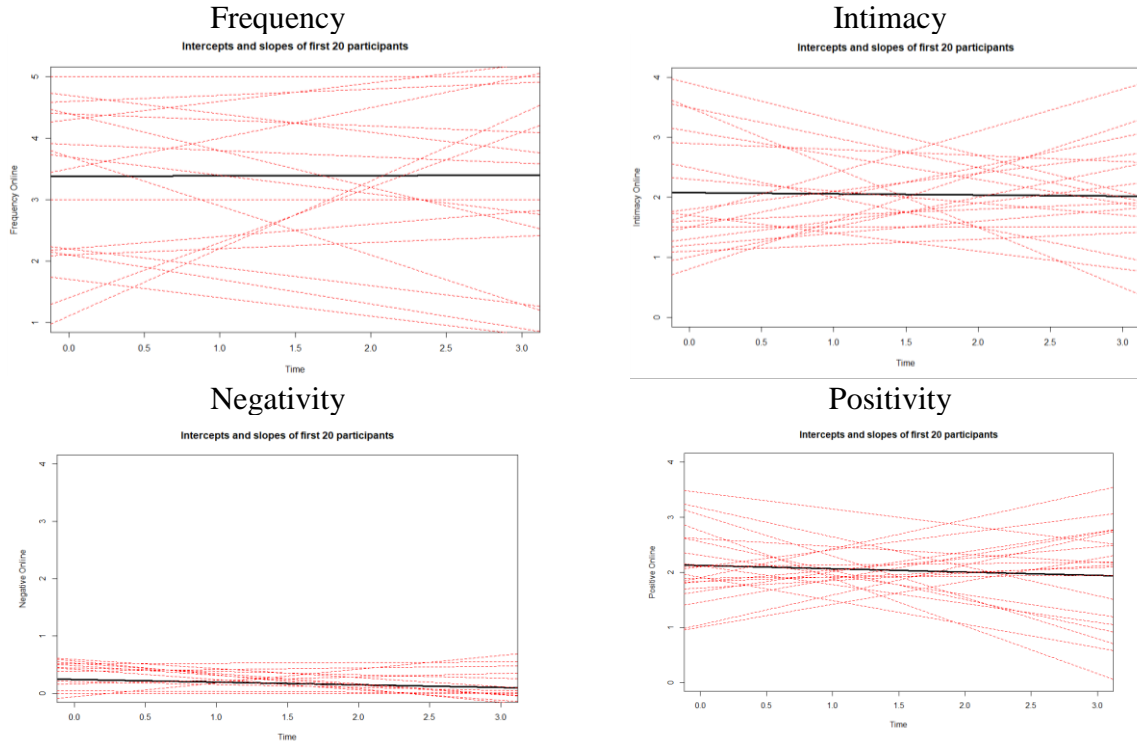 Frequency
Intercepts and slopes of first 20 participants
5
4
3
2
1
Frequency Online
0.0 0.5 1.0 1.5 2.0 2.5 3.0
Time
Intimacy
Intercepts and slopes of first 20 participants
4
3
2
1
0
Intimacy Online
0.0 0.5 1.0 1.5 2.0 2.5 3.0
Time
Negativity
Intercepts and slopes of first 20 participants
4
3
2
1
0
Negative Online
0.0 0.5 1.0 1.5 2.0 2.5 3.0
Time
Positivity
Intercepts and slopes of first 20 participants
4
3
2
1
0
Positive Online
0.0 0.5 1.0 1.5 2.0 2.5 3.0
Time